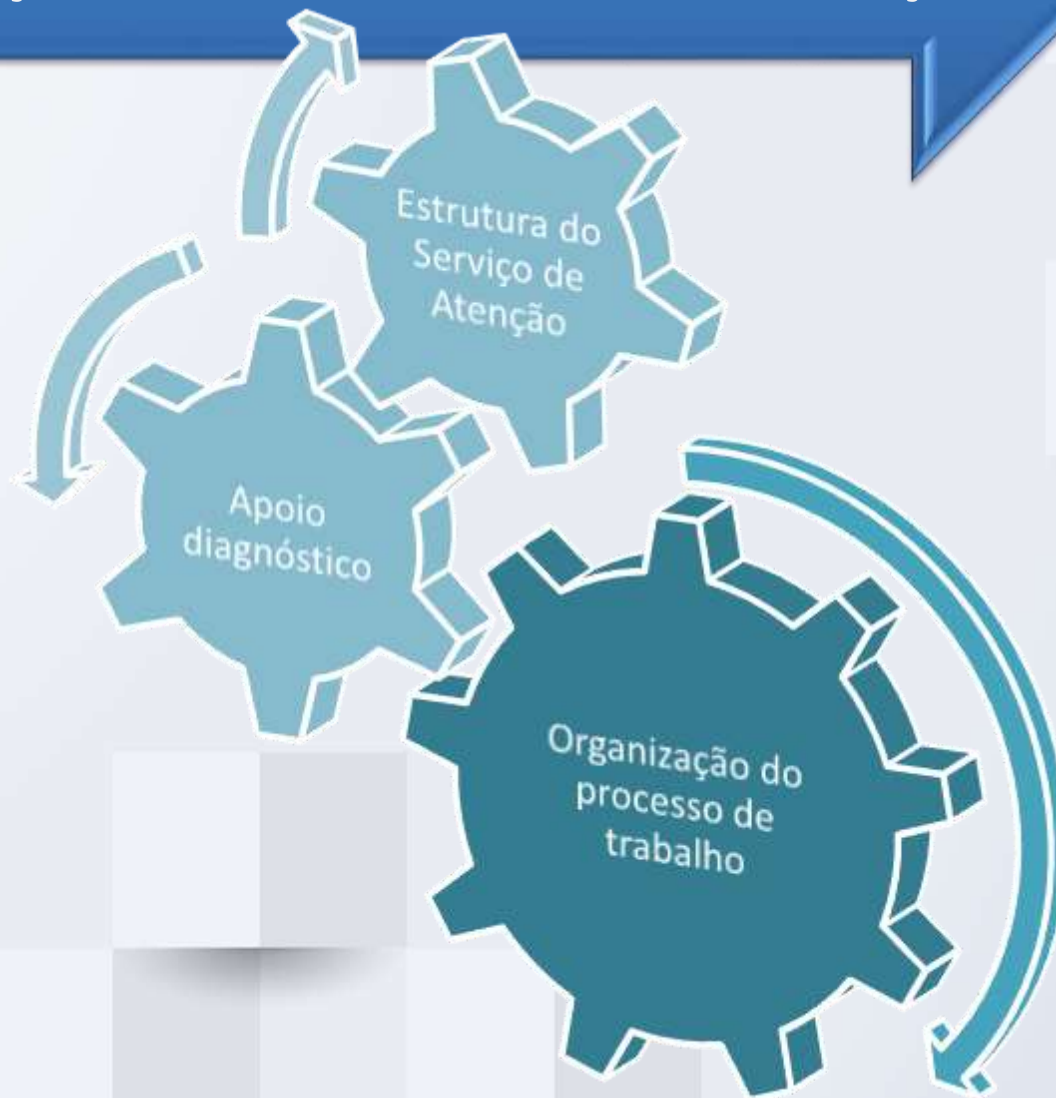 Estrutura do
Serviço de
Atenção
Apoio
diagnóstico
Organização do
processo de
trabalho